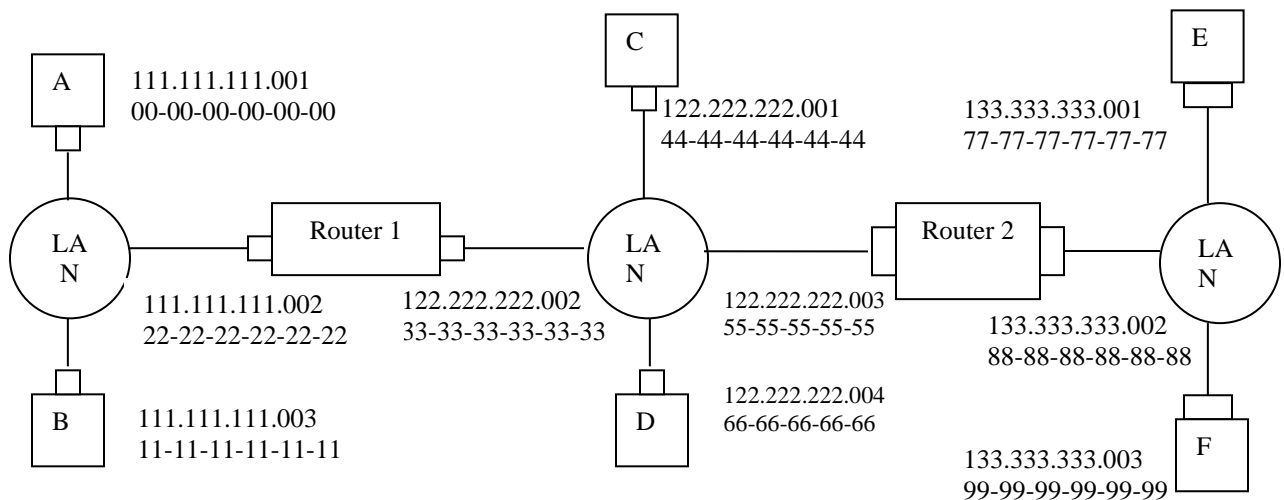 A
111.111.111.001
00-00-00-00-00-00
C
122.222.222.001
44-44-44-44-44-44
E
133.333.333.001
77-77-77-77-77-77
LA
N
Router 1
LA
N
Router 2
LA
N
111.111.111.002
22-22-22-22-22-22
122.222.222.002
33-33-33-33-33-33
122.222.222.003
55-55-55-55-55
133.333.333.002
88-88-88-88-88-88
B
111.111.111.003
11-11-11-11-11-11
D
122.222.222.004
66-66-66-66-66
F
133.333.333.003
99-99-99-99-99-99